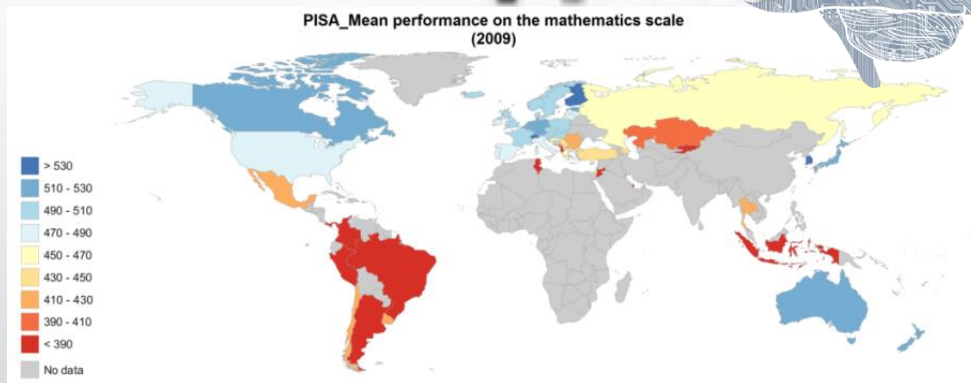 PISA_Mean performance on the mathematics scale
(2009)
> 530
510 - 530
490 - 510
470 - 490
450 - 470
430 - 450
410 - 430
390 - 410
< 390
No data